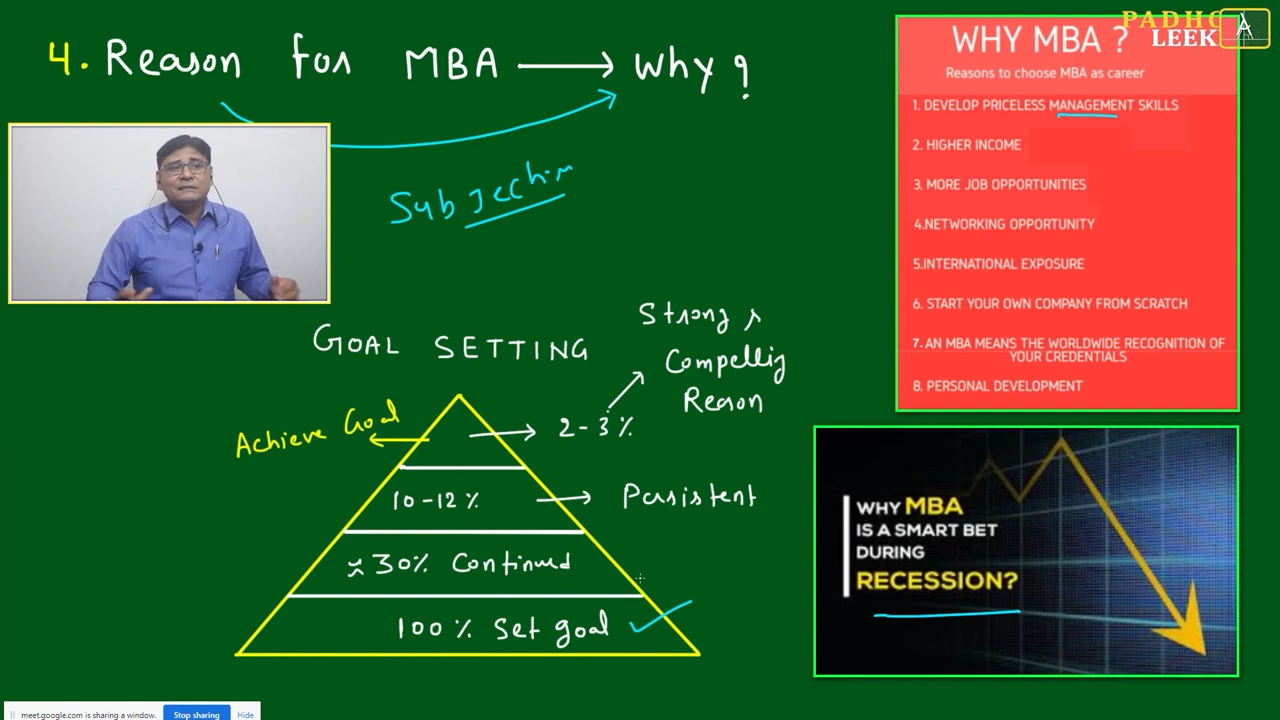 4. Reason for MBA → Why?
Subjective
GOAL SETTING
Strong &
Compelling
Reason
Achieve Goal
2-3%
10-12%
Persistent
≈30% Continued
100% Set goal
PADHO
LEEK
WHY MBA ?
Reasons to choose MBA as career
1. DEVELOP PRICELESS MANAGEMENT SKILLS
2. HIGHER INCOME
3. MORE JOB OPPORTUNITIES
4.NETWORKING OPPORTUNITY
5.INTERNATIONAL EXPOSURE
6. START YOUR OWN COMPANY FROM SCRATCH
7. AN MBA MEANS THE WORLDWIDE RECOGNITION OF
YOUR CREDENTIALS
8. PERSONAL DEVELOPMENT
WHY MBA
IS A SMART BET
DURING
RECESSION?
meet.google.com is sharing a window.
Stop sharing
Hide